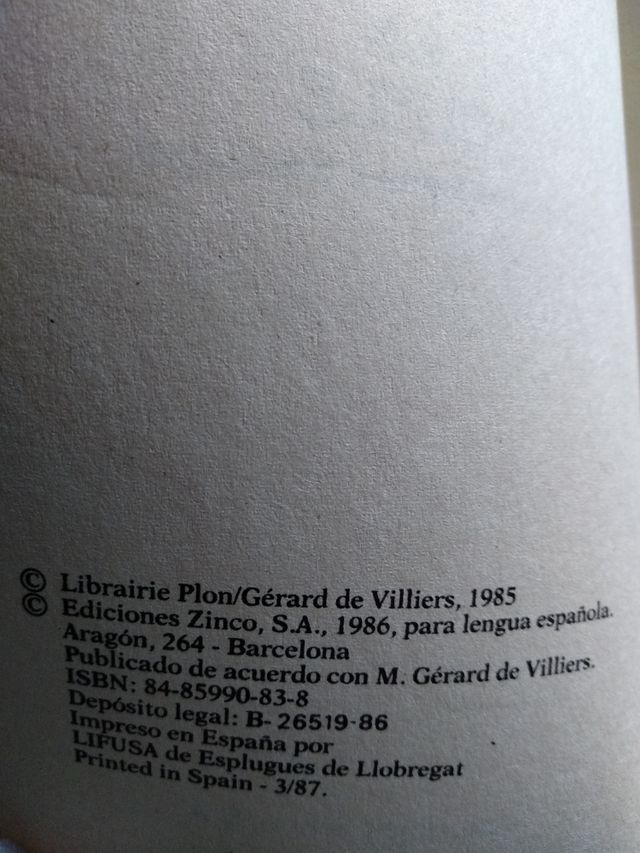 © Librairie Plon/Gérard de Villiers, 1985
© Ediciones Zinco, S.A., 1986, para lengua española.
Aragón, 264 - Barcelona
Publicado de acuerdo con M. Gérard de Villiers.
ISBN: 84-85990-83-8
Depósito legal: B- 26519-86
Impreso en España por
LIFUSA de Esplugues de Llobregat
Printed in Spain - 3/87.